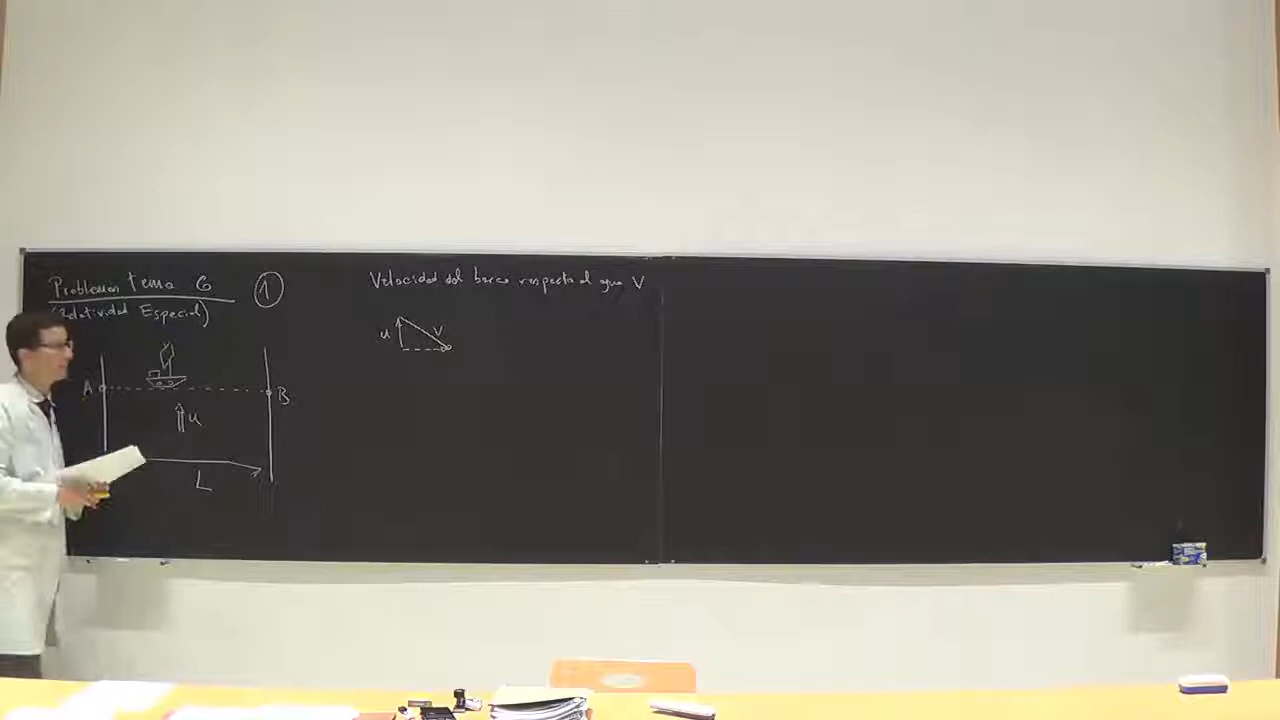 Problemas tema 6
1
(Relatividad Especial)
Velocidad del barco respecto al agua V
u
V
A
B
u
L